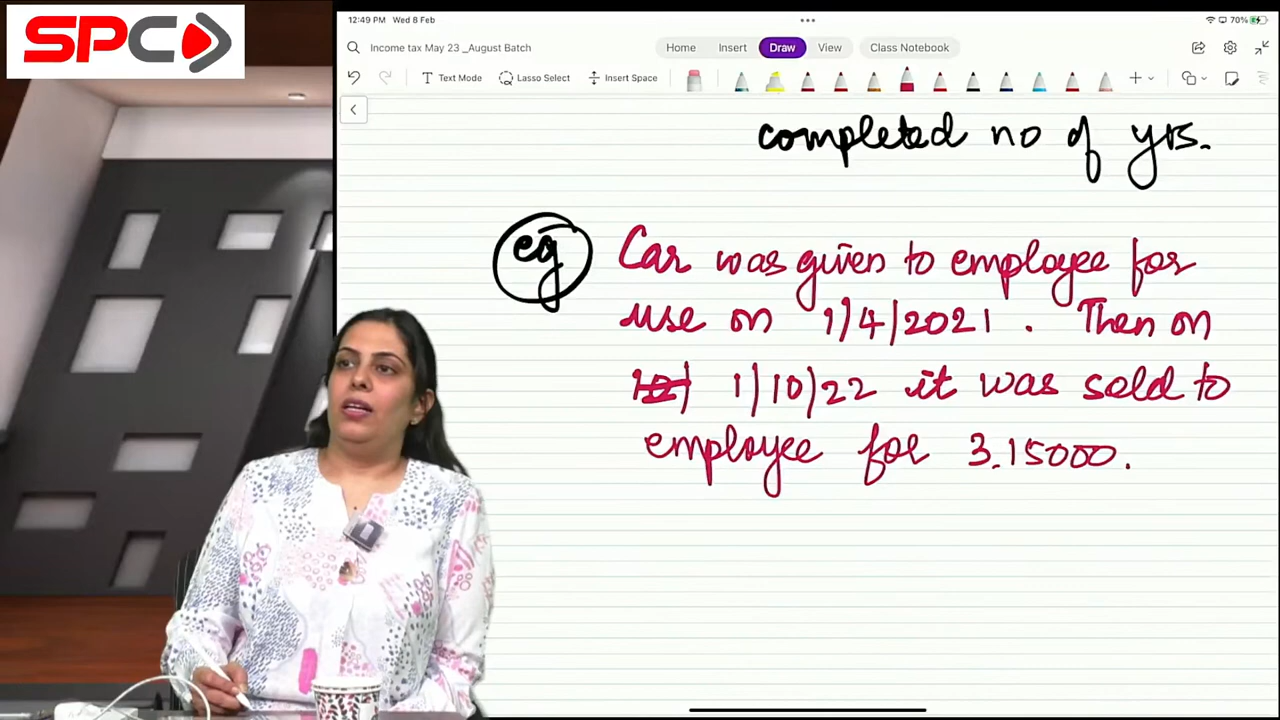 SPC
12:49 PM Wed 8 Feb
70%
Income tax May 23 _August Batch
Home Insert Draw View Class Notebook
Text Mode Lasso Select Insert Space
completed no of yrs.
eg Car was given to employee for
use on 1/4/2021. Then on
1/10/22 it was sold to
employee for 3.15000.